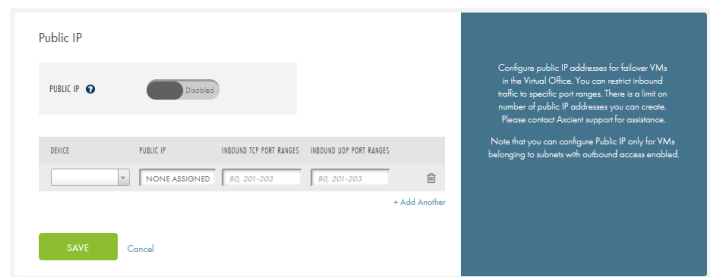 Public IP
PUBLIC IP ?
Disabled
DEVICE PUBLIC IP INBOUND TCP PORT RANGES INBOUND UDP PORT RANGES
NONE ASSIGNED 80, 201-203 80, 201-203
+ Add Another
SAVE Cancel
Configure public IP addresses for failover VMs
in the Virtual Office. You can restrict inbound
traffic to specific port ranges. There is a limit on
number of public IP addresses you can create.
Please contact Axcient support for assistance.
Note that you can configure Public IP only for VMs
belonging to subnets with outbound access enabled.